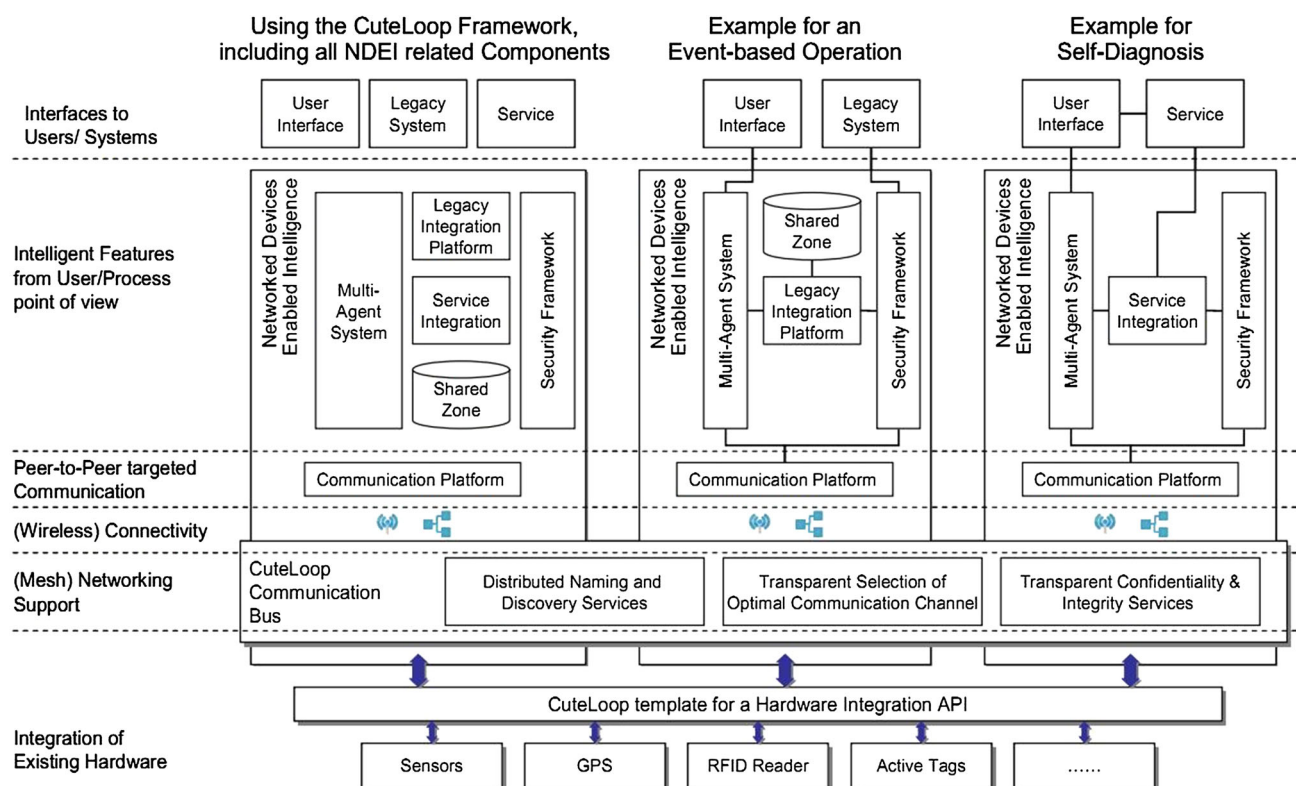 Using the CuteLoop Framework,
including all NDEI related Components
Example for an
Event-based Operation
Example for
Self-Diagnosis
Interfaces to
Users/ Systems
User
Interface
Legacy
System
Service
User
Interface
Legacy
System
User
Interface
Service
Intelligent Features
from User/Process
point of view
Networked Devices
Enabled Intelligence
Multi-
Agent
System
Legacy
Integration
Platform
Service
Integration
Shared
Zone
Security Framework
Networked Devices
Enabled Intelligence
Multi-Agent System
Shared
Zone
Legacy
Integration
Platform
Security Framework
Networked Devices
Enabled Intelligence
Multi-Agent System
Service
Integration
Security Framework
Peer-to-Peer targeted
Communication
Communication Platform
Communication Platform
Communication Platform
(Wireless) Connectivity
(Mesh) Networking
Support
CuteLoop
Communication
Bus
Distributed Naming and
Discovery Services
Transparent Selection of
Optimal Communication Channel
Transparent Confidentiality &
Integrity Services
CuteLoop template for a Hardware Integration API
Integration of
Existing Hardware
Sensors
GPS
RFID Reader
Active Tags
......